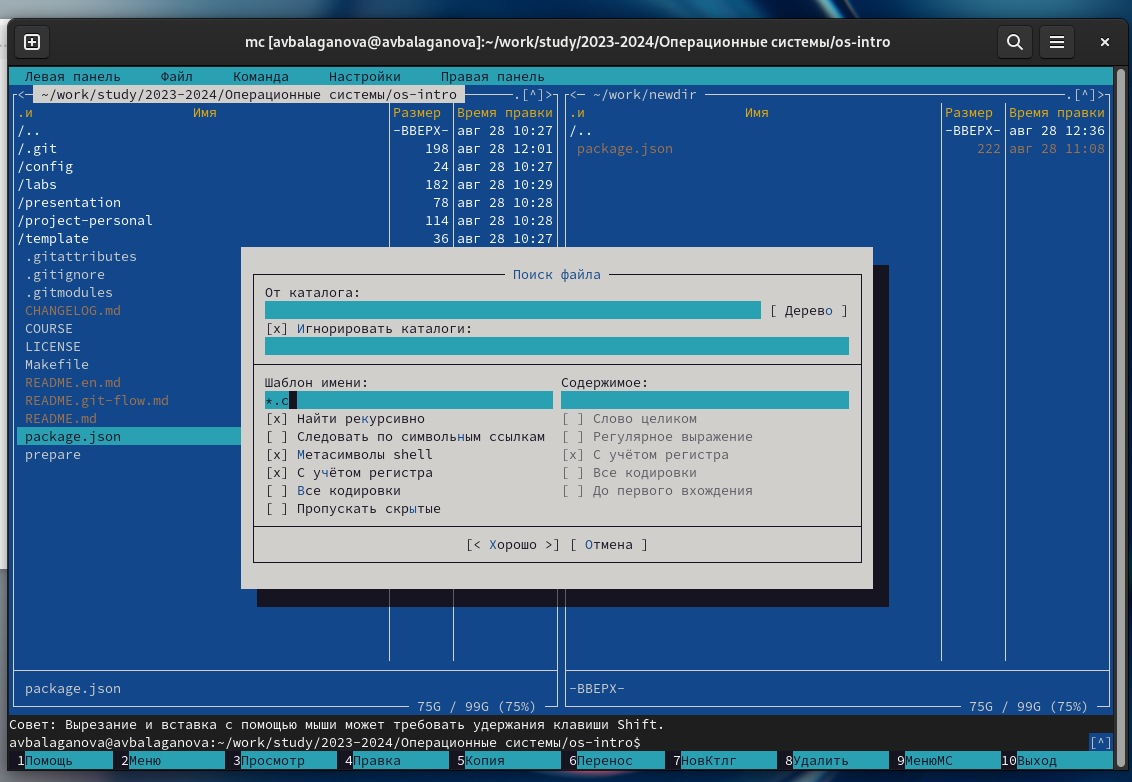 mc [avbalaganova@avbalaganova]:~/work/study/2023-2024/Операционные системы/os-intro
Левая панель Файл Команда Настройки Правая панель
<— ~/work/study/2023-2024/Операционные системы/os-intro .[^]> <— ~/work/newdir .[^]>
.и Имя Размер Время правки .и Имя Размер Время правки
/.. -ВВЕРХ- авг 28 10:27 /.. -ВВЕРХ- авг 28 12:36
/.git 198 авг 28 12:01 package.json 222 авг 28 11:08
/config 24 авг 28 10:27
/labs 182 авг 28 10:29
/presentation 78 авг 28 10:28
/project-personal 114 авг 28 10:28
/template 36 авг 28 10:27
.gitattributes
.gitignore
.gitmodules
CHANGELOG.md
COURSE
LICENSE
Makefile
README.en.md
README.git-flow.md
README.md
package.json
prepare
Поиск файла
От каталога:
[ Дерево ]
[x] Игнорировать каталоги:
Шаблон имени: Содержимое:
*.c
[x] Найти рекурсивно [ ] Слово целиком
[ ] Следовать по символьным ссылкам [ ] Регулярное выражение
[x] Метасимволы shell [x] С учётом регистра
[x] С учётом регистра [ ] Все кодировки
[ ] Все кодировки [ ] До первого вхождения
[ ] Пропускать скрытые
[< Хорошо >] [ Отмена ]
package.json -ВВЕРХ-
75G / 99G (75%) 75G / 99G (75%)
Совет: Вырезание и вставка с помощью мыши может требовать удержания клавиши Shift.
avbalaganova@avbalaganova:~/work/study/2023-2024/Операционные системы/os-intro$ [^]
1Помощь 2Меню 3Просмотр 4Правка 5Копия 6Перенос 7НовКтлг 8Удалить 9МенюМС 10Выход